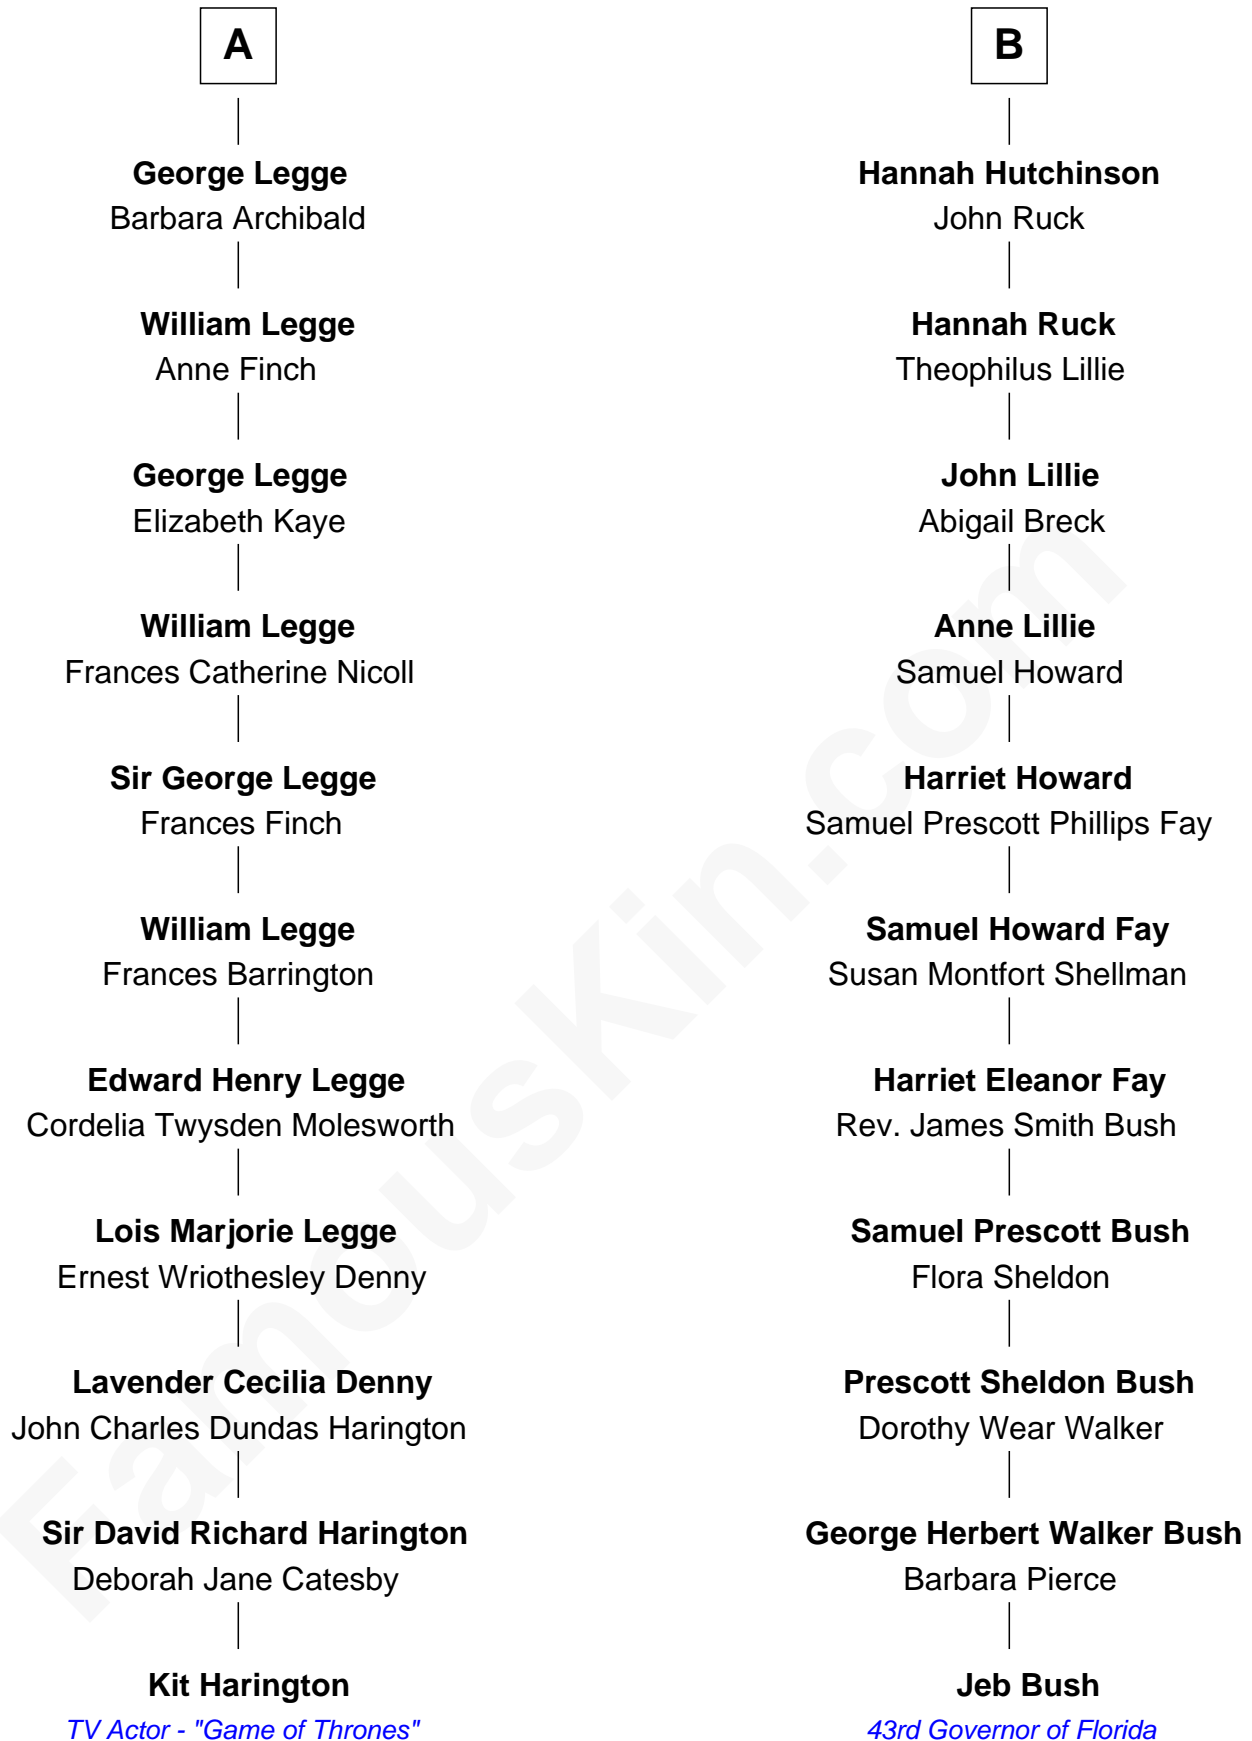 A
George Legge
Barbara Archibald
William Legge
Anne Finch
George Legge
Elizabeth Kaye
William Legge
Frances Catherine Nicoll
Sir George Legge
Frances Finch
William Legge
Frances Barrington
Edward Henry Legge
Cordelia Twysden Molesworth
Lois Marjorie Legge
Ernest Wriothesley Denny
Lavender Cecilia Denny
John Charles Dundas Harington
Sir David Richard Harington
Deborah Jane Catesby
Kit Harington
TV Actor - "Game of Thrones"
B
Hannah Hutchinson
John Ruck
Hannah Ruck
Theophilus Lillie
John Lillie
Abigail Breck
Anne Lillie
Samuel Howard
Harriet Howard
Samuel Prescott Phillips Fay
Samuel Howard Fay
Susan Montfort Shellman
Harriet Eleanor Fay
Rev. James Smith Bush
Samuel Prescott Bush
Flora Sheldon
Prescott Sheldon Bush
Dorothy Wear Walker
George Herbert Walker Bush
Barbara Pierce
Jeb Bush
43rd Governor of Florida
FamousKin.com